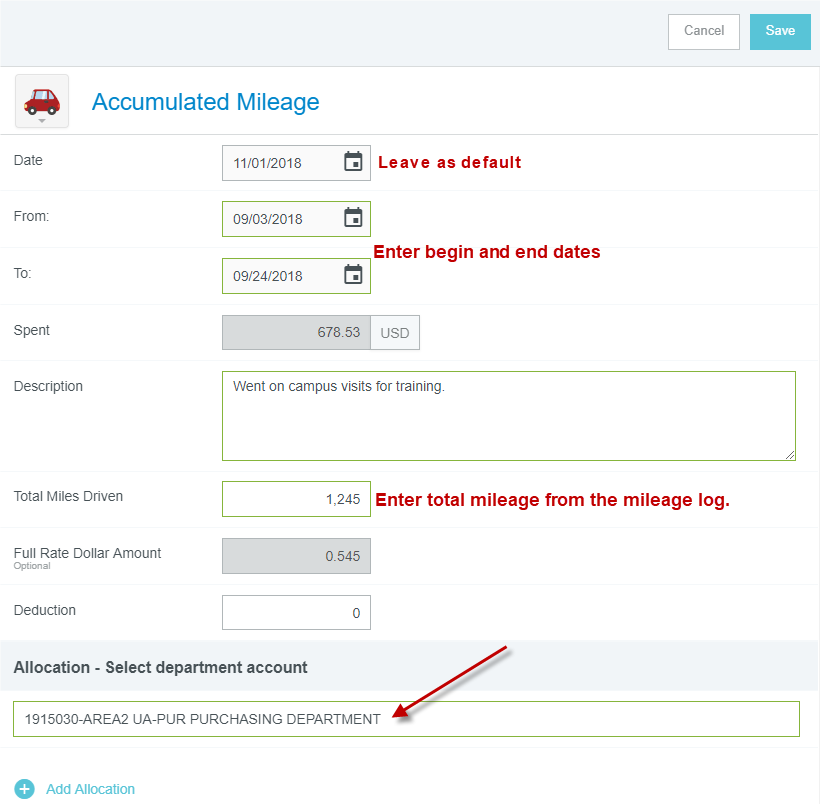 Cancel Save
Accumulated Mileage
Date 11/01/2018 Leave as default
From: 09/03/2018
Enter begin and end dates
To: 09/24/2018
Spent 678.53 USD
Description Went on campus visits for training.
Total Miles Driven 1,245 Enter total mileage from the mileage log.
Full Rate Dollar Amount 0.545
Optional
Deduction 0
Allocation - Select department account
1915030-AREA2 UA-PUR PURCHASING DEPARTMENT
Add Allocation